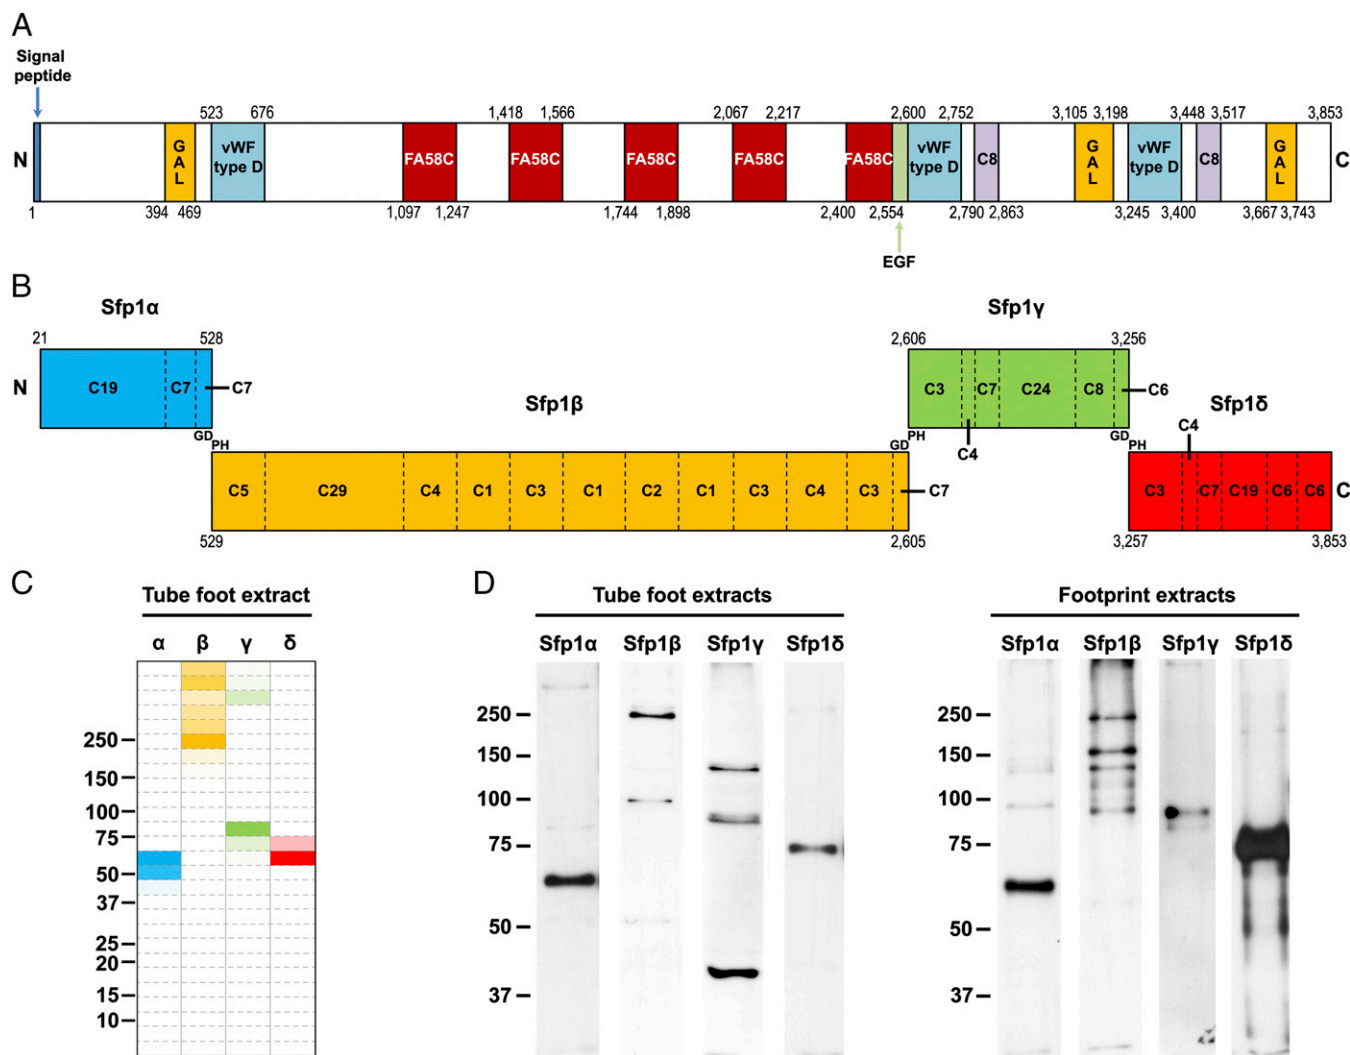 A
Signal
peptide
523 676 1,418 1,566 2,067 2,217 2,600 2,752 3,105 3,198 3,448 3,517 3,853
N
GAL
vWF
type D
FA58C
FA58C
FA58C
FA58C
FA58C
vWF
type D
C8
GAL
vWF
type D
C8
GAL
C
1 394 469 1,097 1,247 1,744 1,898 2,400 2,554 2,790 2,863 3,245 3,400 3,667 3,743
EGF
B
Sfp1α
Sfp1γ
21 528 2,606 3,256
N C19 C7 C7
Sfp1β
C3 C7 C24 C8 C6
Sfp1δ
C4
GD
PH
GD
PH
C4
GD
PH
C5 C29 C4 C1 C3 C1 C2 C1 C3 C4 C3 C7
C3 C7 C19 C6 C6 C
529 2,605 3,257 3,853
C
Tube foot extract
α β γ δ
250
150
100
75
50
37
25
20
15
10
D
Tube foot extracts
Sfp1α Sfp1β Sfp1γ Sfp1δ
250
150
100
75
50
37
Footprint extracts
Sfp1α Sfp1β Sfp1γ Sfp1δ
250
150
100
75
50
37